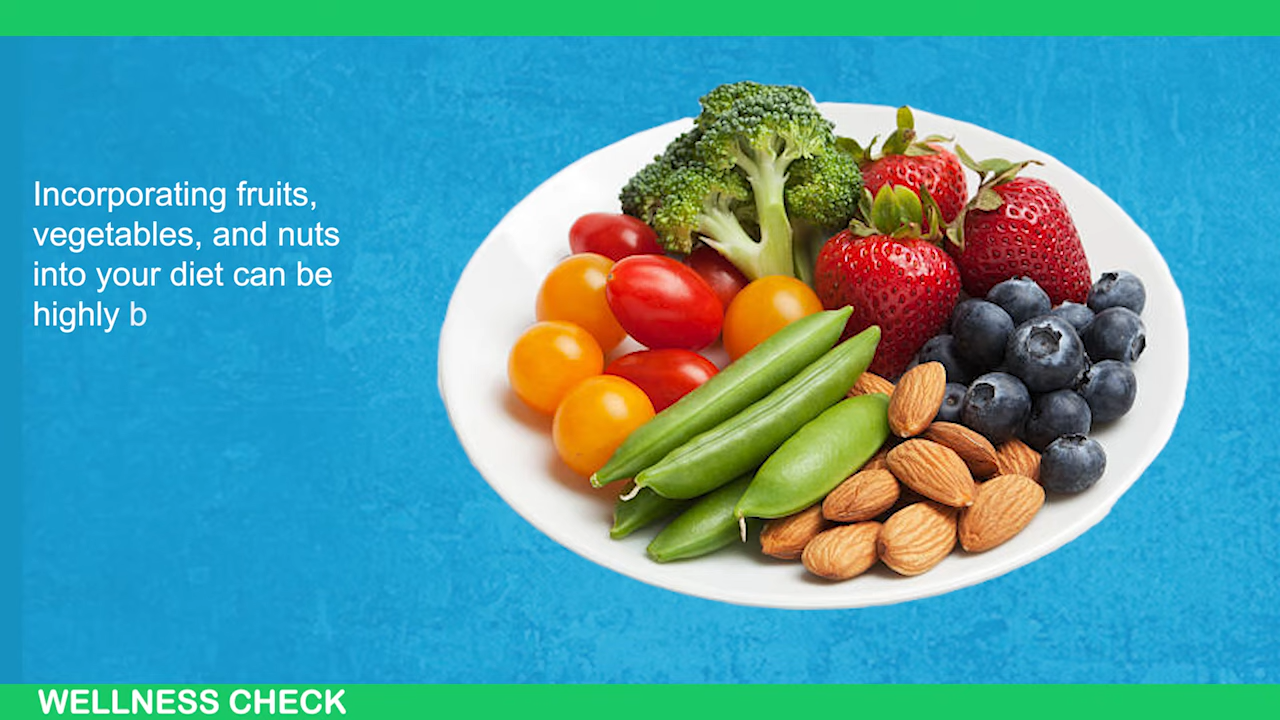 Incorporating fruits,
vegetables, and nuts
into your diet can be
highly b
WELLNESS CHECK